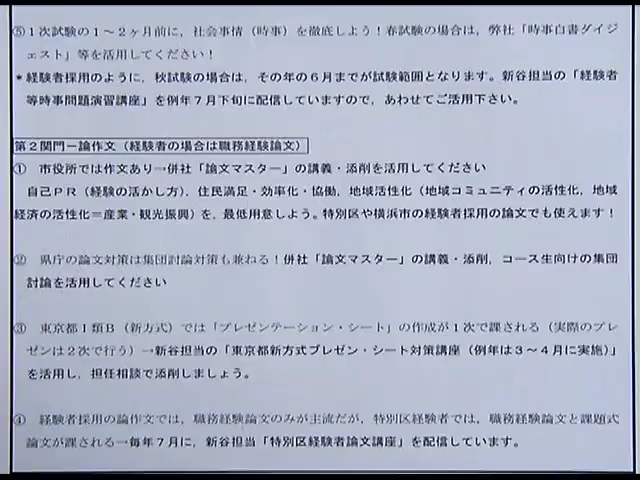 ⑤１次試験の１～２ヶ月前に，社会事情（時事）を徹底しよう！春試験の場合は，弊社「時事白書ダイジ
ェスト」等を活用してください！
＊経験者採用のように，秋試験の場合は，その年の６月までが試験範囲となります。新谷担当の「経験者
等時事問題演習講座」を例年７月下旬に配信していますので，あわせてご活用下さい。
第２関門－論作文（経験者の場合は職務経験論文）
① 市役所では作文あり→併社「論文マスター」の講義・添削を活用してください
自己ＰＲ（経験の活かし方），住民満足・効率化・協働，地域活性化（地域コミュニティの活性化，地域
経済の活性化＝産業・観光振興）を，最低用意しよう。特別区や横浜市の経験者採用の論文でも使えます！
② 県庁の論文対策は集団討論対策も兼ねる！併社「論文マスター」の講義・添削，コース生向けの集団
討論を活用してください
③ 東京都Ⅰ類Ｂ（新方式）では「プレゼンテーション・シート」の作成が１次で課される（実際のプレ
ゼンは２次で行う）→新谷担当の「東京都新方式プレゼン・シート対策講座（例年は３～４月に実施）」
を活用し，担任相談で添削しましょう。
④ 経験者採用の論作文では，職務経験論文のみが主流だが，特別区経験者では，職務経験論文と課題式
論文が課される→毎年７月に，新谷担当「特別区経験者論文講座」を配信しています。